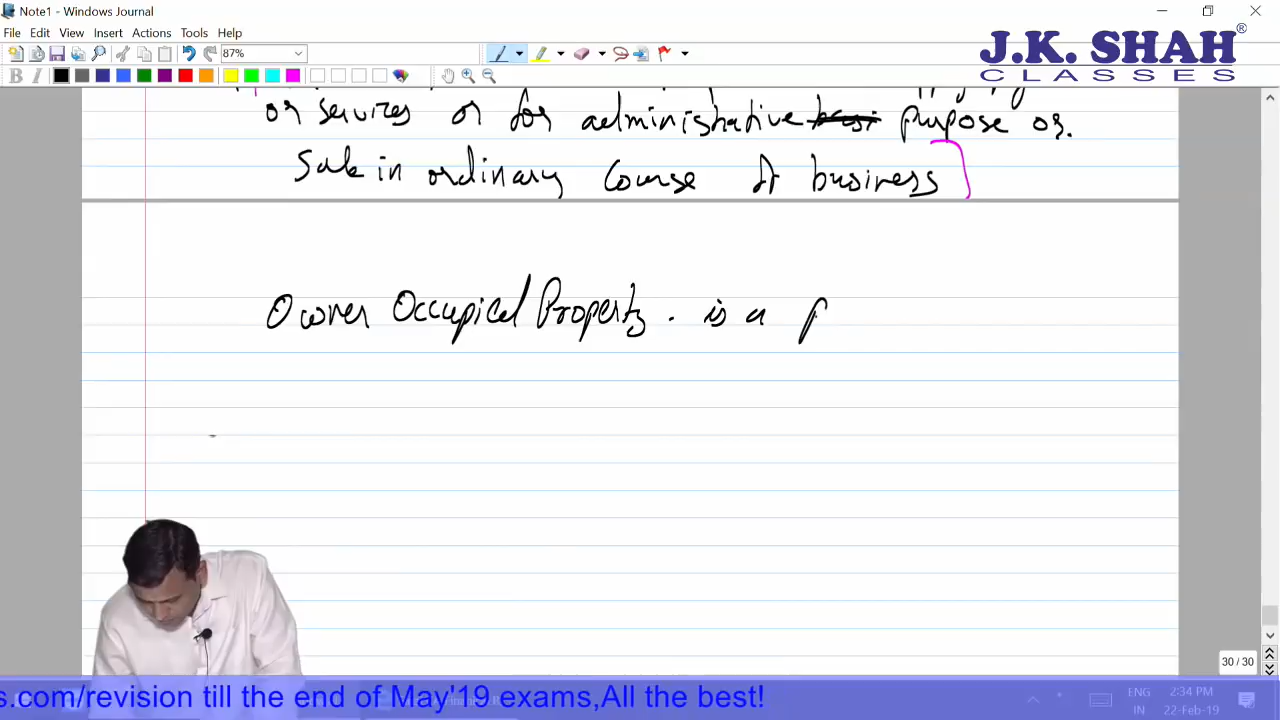 Note1 - Windows Journal
File Edit View Insert Actions Tools Help
87%
J.K. SHAH®
CLASSES
or services or for administrative purpose or.
Sale in ordinary course of business
Owner Occupied Property. is a p
30 / 30
s.com/revision till the end of May'19 exams,All the best!
ENG
IN
2:34 PM
22-Feb-19